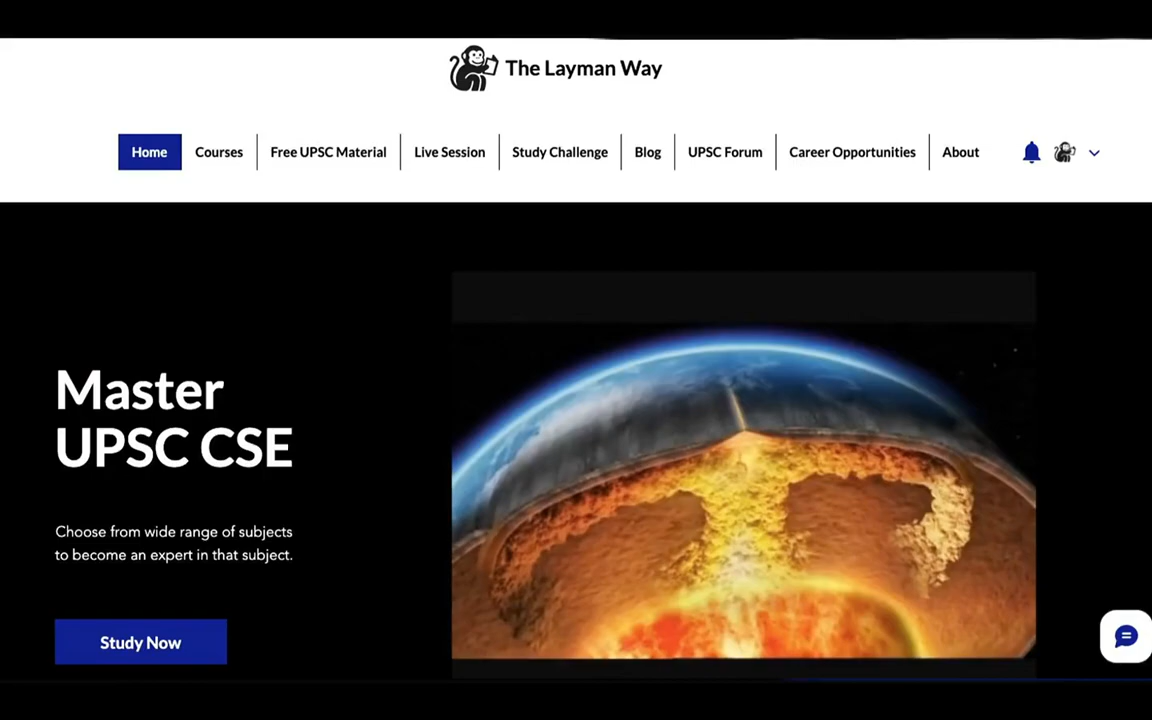 The Layman Way
Home Courses Free UPSC Material Live Session Study Challenge Blog UPSC Forum Career Opportunities About
Master
UPSC CSE
Choose from wide range of subjects
to become an expert in that subject.
Study Now